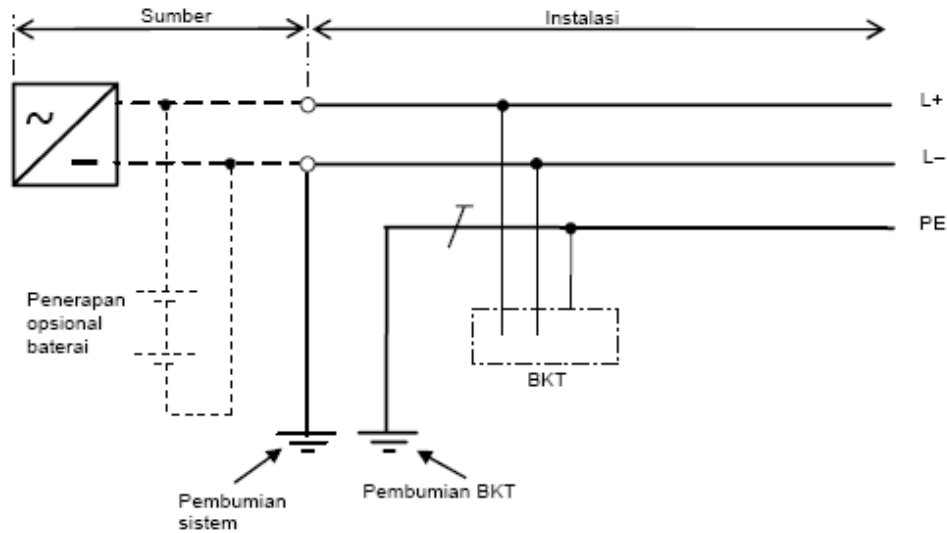 Sumber
Instalasi
L+
L–
PE
Penerapan
opsional
baterai
BKT
Pembumian
sistem
Pembumian BKT